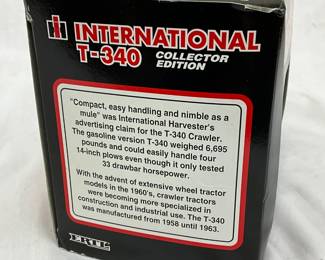 INTERNATIONAL
T-340 COLLECTOR
EDITION
"Compact, easy handling and nimble as a
mule" was International Harvester's
advertising claim for the T-340 Crawler.
The gasoline version T-340 weighed 6,695
pounds and could easily handle four
14-inch plows even though it only tested
33 drawbar horsepower.
With the advent of extensive wheel tractor
models in the 1960's, crawler tractors
were becoming more specialized in
construction and industrial use. The T-340
was manufactured from 1958 until 1963.
ERTL